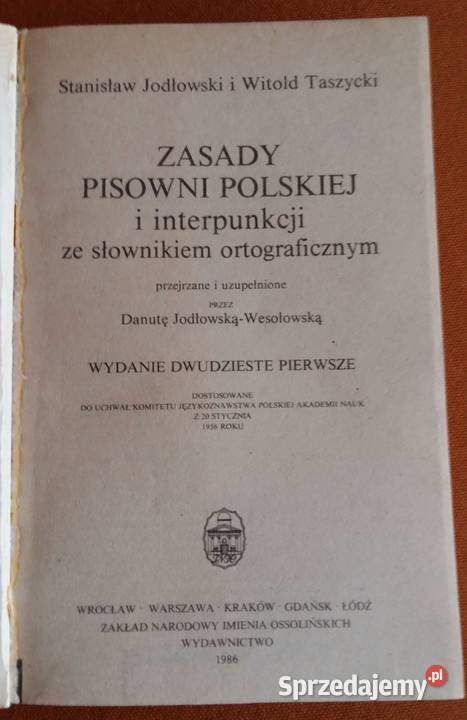 Stanisław Jodłowski i Witold Taszycki
ZASADY
PISOWNI POLSKIEJ
i interpunkcji
ze słownikiem ortograficznym
przejrzane i uzupełnione
PRZEZ
Danutę Jodłowską-Wesołowską
WYDANIE DWUDZIESTE PIERWSZE
DOSTOSOWANE
DO UCHWAŁ KOMITETU JĘZYKOZNAWSTWA POLSKIEJ AKADEMII NAUK
Z 20 STYCZNIA
1956 ROKU
WROCŁAW · WARSZAWA · KRAKÓW · GDAŃSK · ŁÓDŹ
ZAKŁAD NARODOWY IMIENIA OSSOLIŃSKICH
WYDAWNICTWO
1986
Sprzedajemy.pl